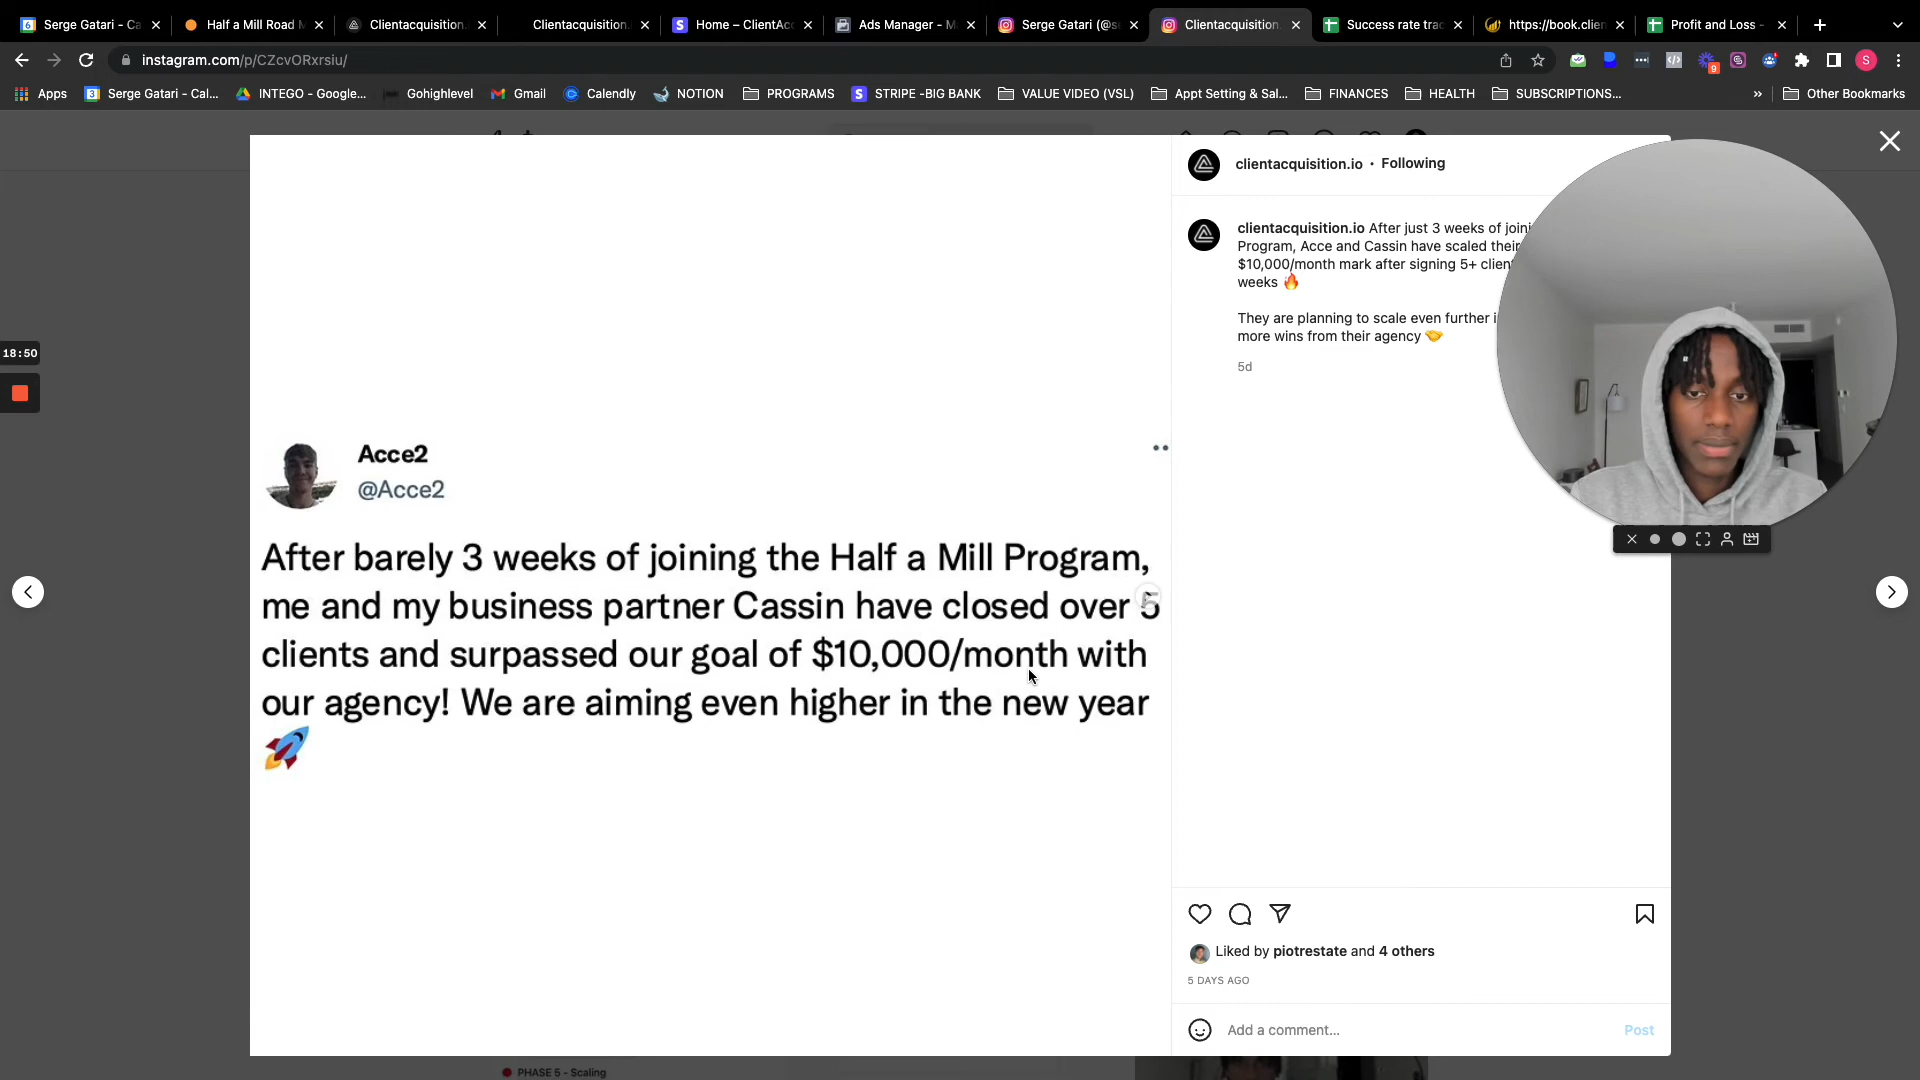 Serge Gatari - Ca
Half a Mill Road M
Clientacquisition.
Clientacquisition.
Home – ClientAcc
Ads Manager - M
Serge Gatari (@s
Clientacquisition.
Success rate trac
https://book.clien
Profit and Loss -
instagram.com/p/CZcvORxrsiu/
9
S
Apps
6
3
Serge Gatari - Cal...
INTEGO - Google...
Gohighlevel
Gmail
Calendly
NOTION
PROGRAMS
STRIPE -BIG BANK
VALUE VIDEO (VSL)
Appt Setting & Sal...
FINANCES
HEALTH
SUBSCRIPTIONS...
»
Other Bookmarks
18:50
Acce2
@Acce2
After barely 3 weeks of joining the Half a Mill Program,
me and my business partner Cassin have closed over 5
clients and surpassed our goal of $10,000/month with
our agency! We are aiming even higher in the new year
🚀
clientacquisition.io • Following
clientacquisition.io After just 3 weeks of joini
Program, Acce and Cassin have scaled their
$10,000/month mark after signing 5+ clien
weeks 🔥
They are planning to scale even further i
more wins from their agency 🤝
5d
Liked by piotrestate and 4 others
5 DAYS AGO
Add a comment...
Post
PHASE 5 - Scaling